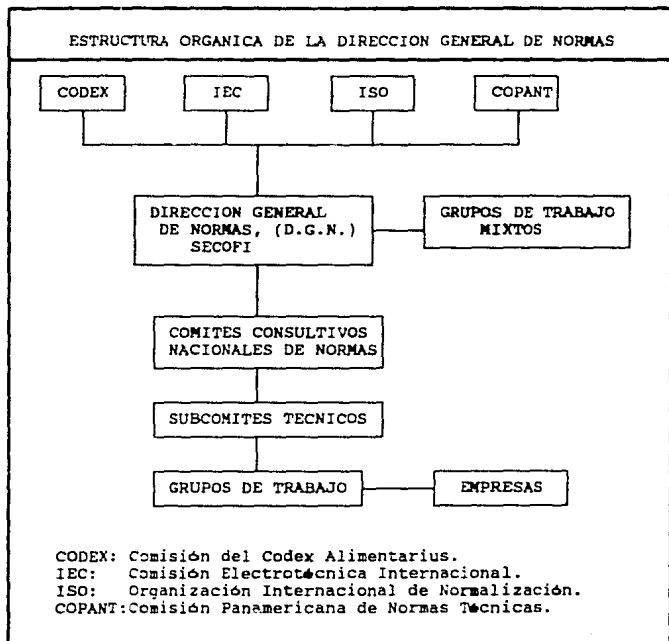 ESTRUCTURA ORGANICA DE LA DIRECCION GENERAL DE NORMAS
CODEX IEC ISO COPANT
DIRECCION GENERAL
DE NORMAS, (D.G.N.)
SECOFI
GRUPOS DE TRABAJO
MIXTOS
COMITES CONSULTIVOS
NACIONALES DE NORMAS
SUBCOMITES TECNICOS
GRUPOS DE TRABAJO
EMPRESAS
CODEX: Comisión del Codex Alimentarius.
IEC: Comisión Electrotécnica Internacional.
ISO: Organización Internacional de Normalización.
COPANT:Comisión Panamericana de Normas Técnicas.